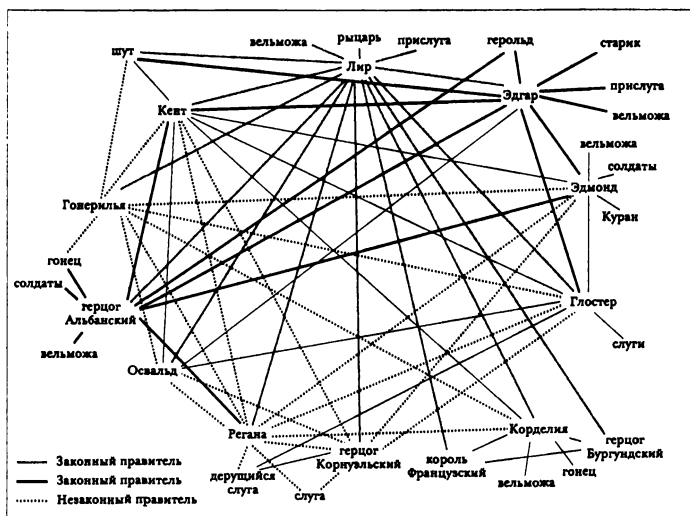 вельможа
рыцарь
прислуга
герольд
старик
шут
Лир
прислуга
Эдгар
вельможа
Кент
вельможа
солдаты
Эдмонд
Гонерилья
Куран
гонец
солдаты
герцог
Альбанский
Глостер
вельможа
слуги
Освальд
Регана
Корделия
герцог
Корнуэльский
король
Французский
герцог
Бургундский
дерущийся
слуга
гонец
вельможа
слуга
Законный правитель
Законный правитель
Незаконный правитель